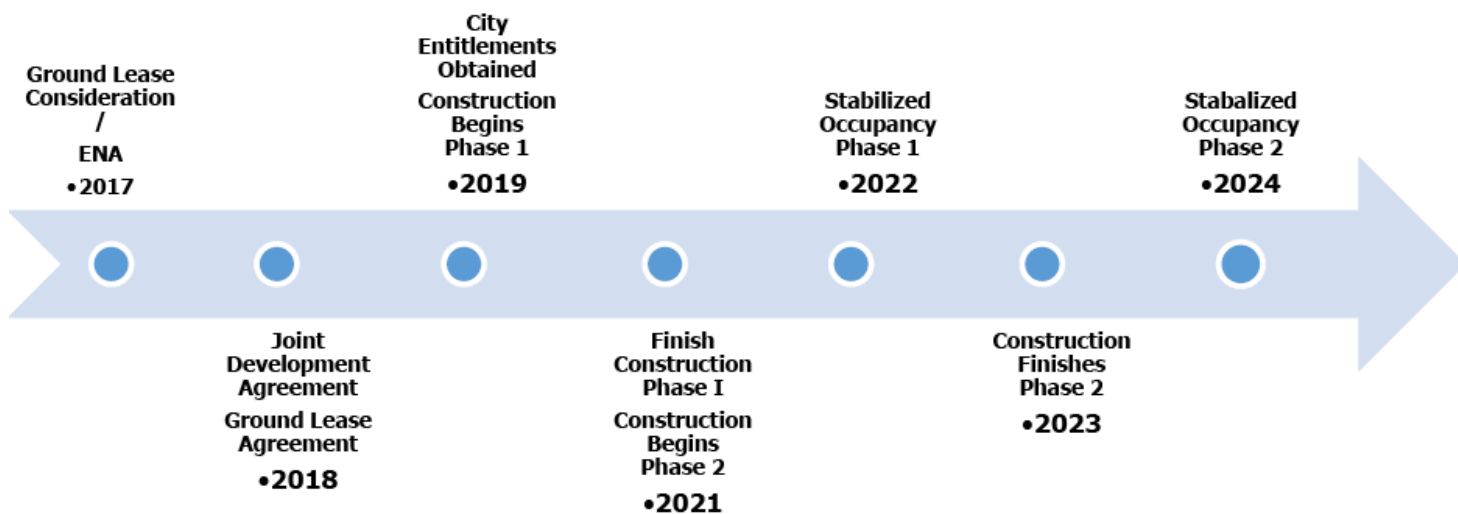 Ground Lease
Consideration
/
ENA
•2017
Joint
Development
Agreement
Ground Lease
Agreement
•2018
City
Entitlements
Obtained
Construction
Begins
Phase 1
•2019
Finish
Construction
Phase I
Construction
Begins
Phase 2
•2021
Stabilized
Occupancy
Phase 1
•2022
Construction
Finishes
Phase 2
•2023
Stabalized
Occupancy
Phase 2
•2024